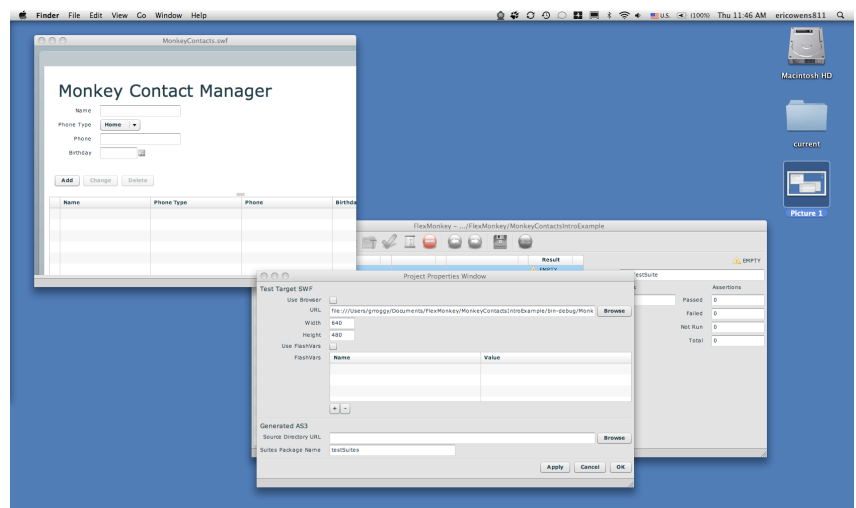 Finder File Edit View Go Window Help
U.S. (100%) Thu 11:46 AM ericowens811
MonkeyContacts.swf
Monkey Contact Manager
Name
Phone Type Home
Phone
Birthday
Add Change Delete
Name Phone Type Phone Birthda
Macintosh HD
current
Picture 1
FlexMonkey – .../FlexMonkey/MonkeyContactsIntroExample
Result
EMPTY
EMPTY
TestSuite
Assertions
Passed 0
Failed 0
Not Run 0
Total 0
Project Properties Window
Test Target SWF
Use Browser
URL file:///Users/grroggy/Documents/FlexMonkey/MonkeyContactsIntroExample/bin-debug/Monk Browse
Width 640
Height 480
Use FlashVars
FlashVars Name Value
+ -
Generated AS3
Source Directory URL Browse
Suites Package Name testSuites
Apply Cancel OK